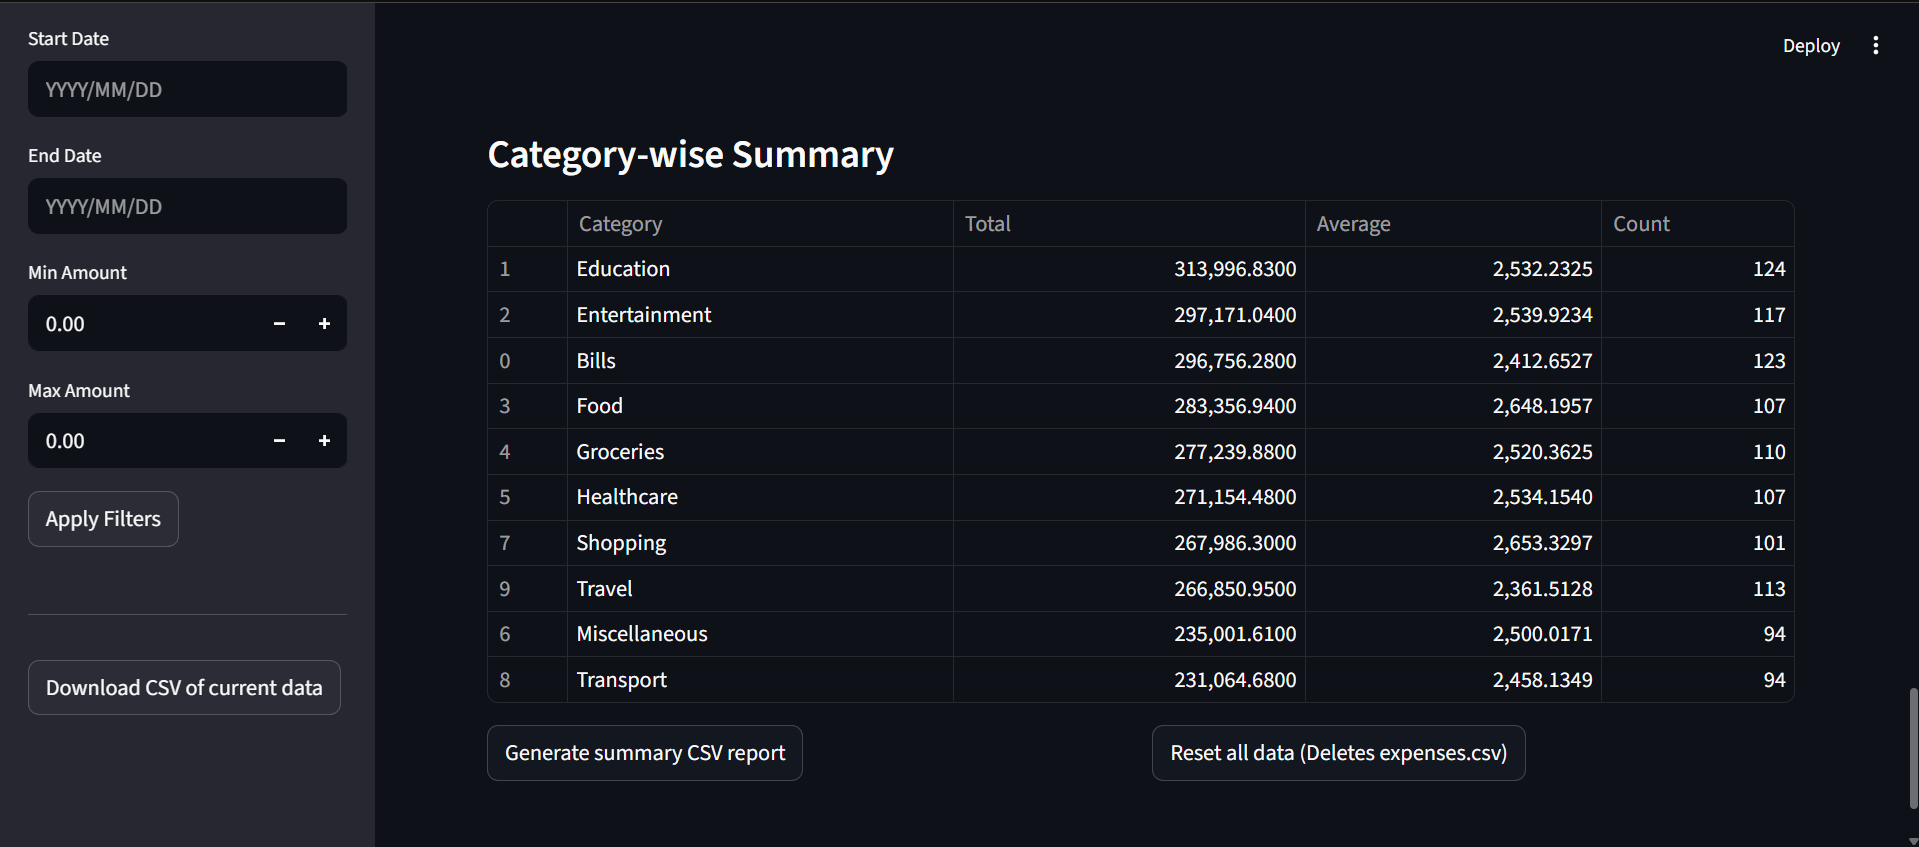 Start Date
YYYY/MM/DD
End Date
YYYY/MM/DD
Min Amount
0.00 − +
Max Amount
0.00 − +
Apply Filters
Download CSV of current data
Deploy
Category-wise Summary
Category Total Average Count
1 Education 313,996.8300 2,532.2325 124
2 Entertainment 297,171.0400 2,539.9234 117
0 Bills 296,756.2800 2,412.6527 123
3 Food 283,356.9400 2,648.1957 107
4 Groceries 277,239.8800 2,520.3625 110
5 Healthcare 271,154.4800 2,534.1540 107
7 Shopping 267,986.3000 2,653.3297 101
9 Travel 266,850.9500 2,361.5128 113
6 Miscellaneous 235,001.6100 2,500.0171 94
8 Transport 231,064.6800 2,458.1349 94
Generate summary CSV report
Reset all data (Deletes expenses.csv)